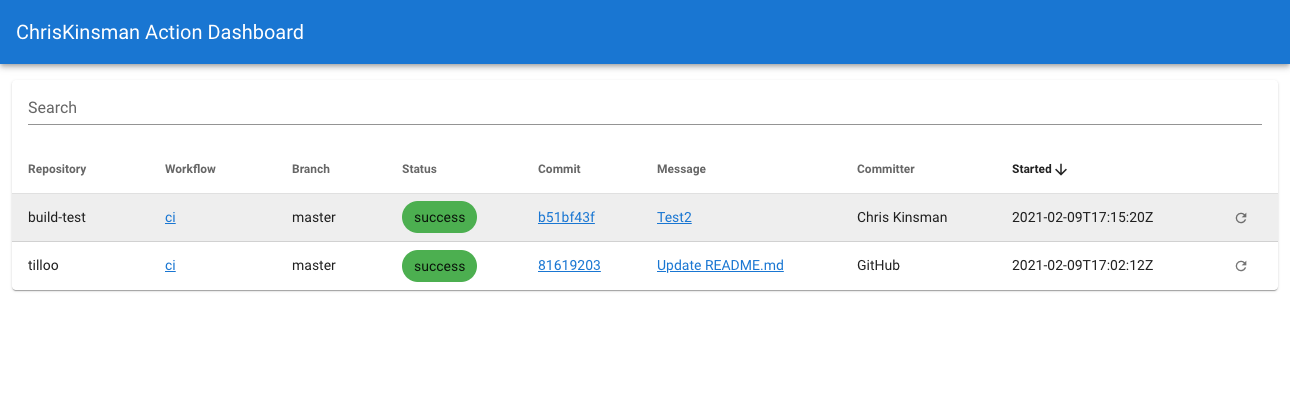 ChrisKinsman Action Dashboard
Search
Repository Workflow Branch Status Commit Message Committer Started
build-test ci master success b51bf43f Test2 Chris Kinsman 2021-02-09T17:15:20Z
tilloo ci master success 81619203 Update README.md GitHub 2021-02-09T17:02:12Z